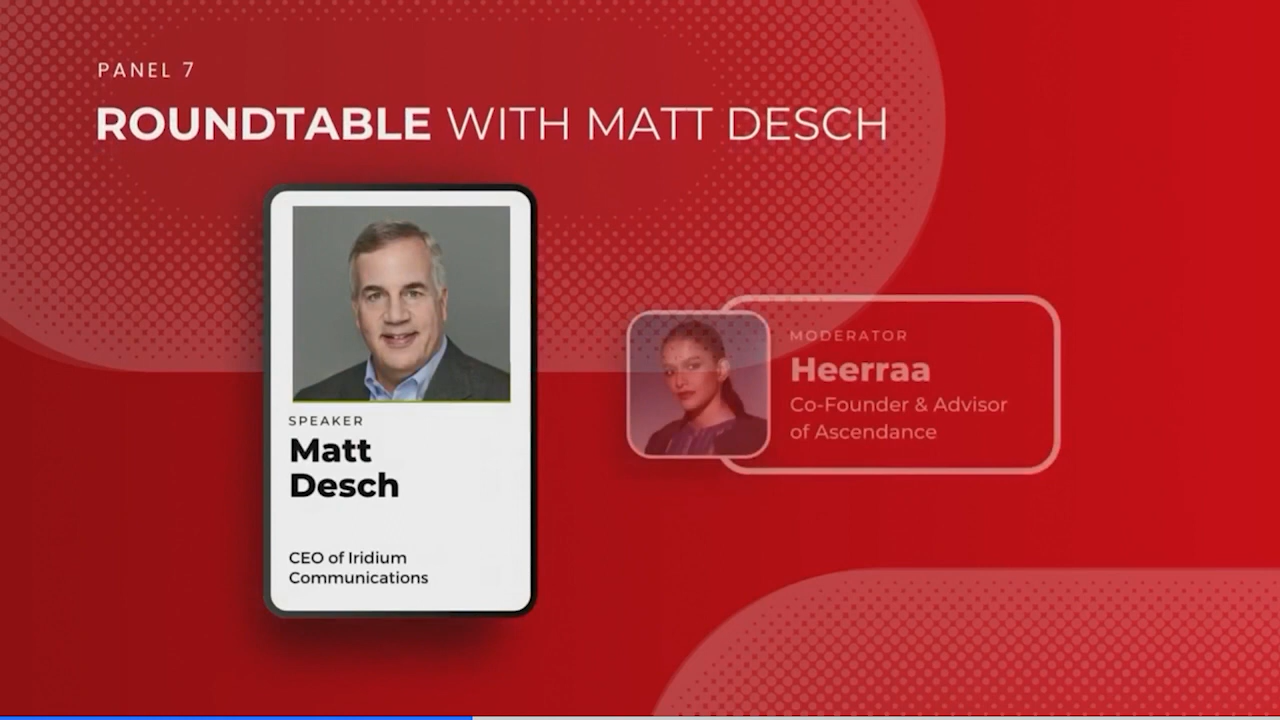 PANEL 7
ROUNDTABLE WITH MATT DESCH
SPEAKER
Matt
Desch
CEO of Iridium
Communications
MODERATOR
Heerraa
Co-Founder & Advisor
of Ascendance